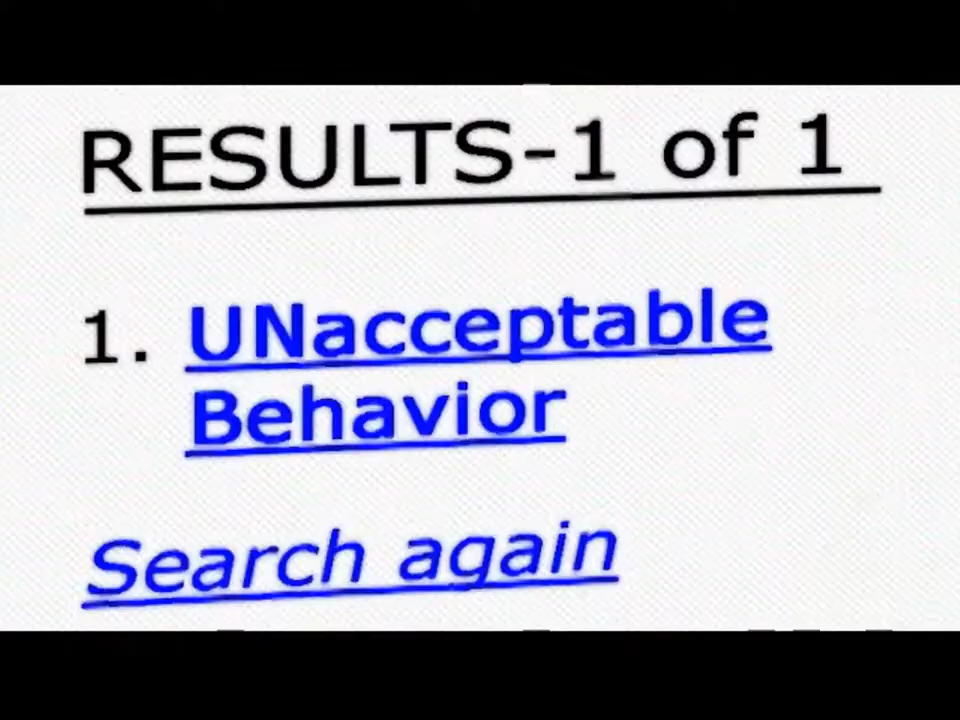 RESULTS-1 of 1
1. UNacceptable
Behavior
Search again